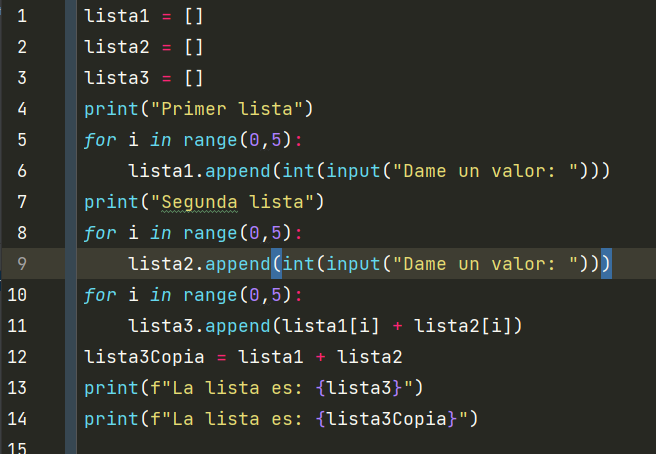 1 lista1 = []
2 lista2 = []
3 lista3 = []
4 print("Primer lista")
5 for i in range(0,5):
6     lista1.append(int(input("Dame un valor: ")))
7 print("Segunda lista")
8 for i in range(0,5):
9     lista2.append(int(input("Dame un valor: ")))
10 for i in range(0,5):
11     lista3.append(lista1[i] + lista2[i])
12 lista3Copia = lista1 + lista2
13 print(f"La lista es: {lista3}")
14 print(f"La lista es: {lista3Copia}")
15